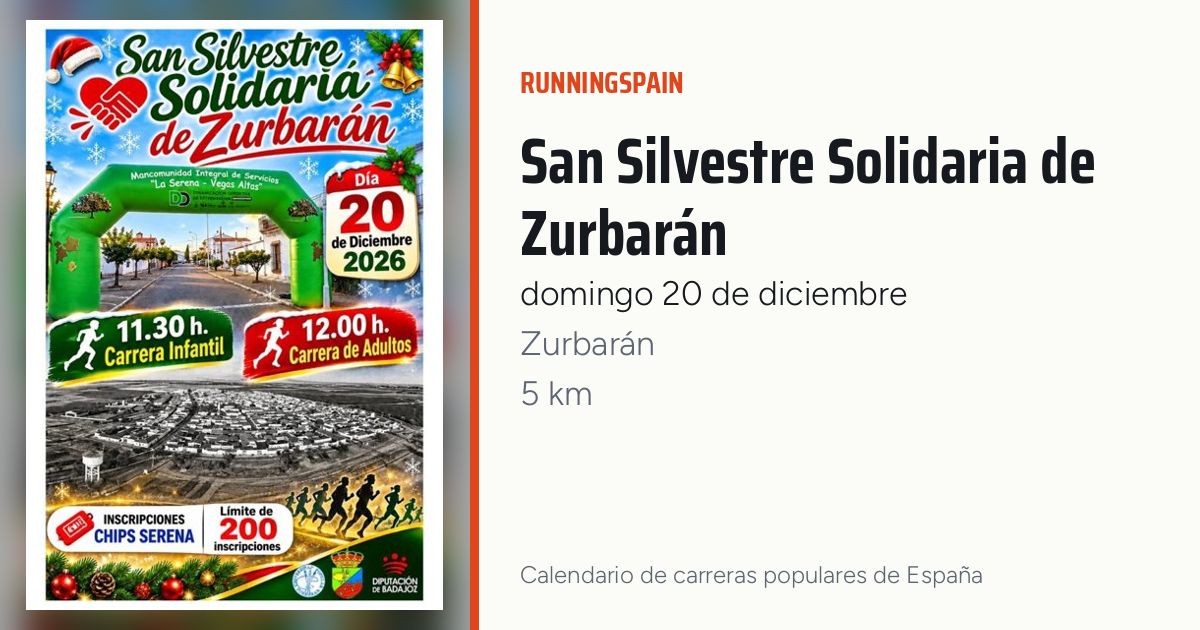 San Silvestre
Solidaria
de Zurbarán
Mancomunidad Integral de Servicios
"La Serena - Vegas Altas"
Día
20
de Diciembre
2026
11.30 h.
Carrera Infantil
12.00 h.
Carrera de Adultos
INSCRIPCIONES
CHIPS SERENA
Límite de
200
inscripciones
DIPUTACIÓN
DE BADAJOZ
RUNNINGSPAIN
San Silvestre Solidaria de
Zurbarán
domingo 20 de diciembre
Zurbarán
5 km
Calendario de carreras populares de España